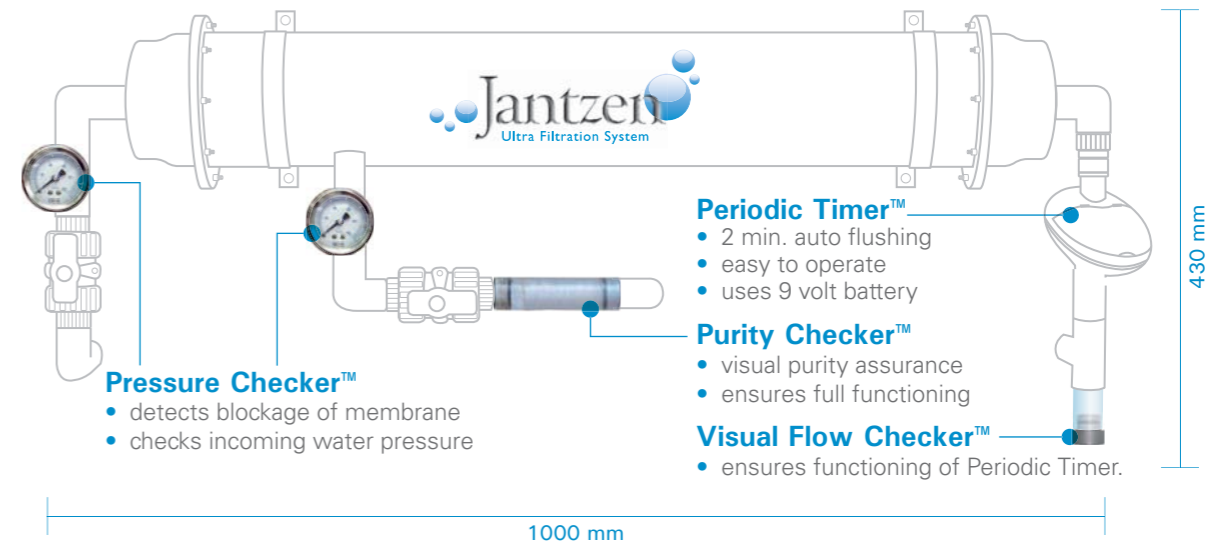 Jantzen
Ultra Filtration System
Periodic Timer™
• 2 min. auto flushing
• easy to operate
• uses 9 volt battery
Purity Checker™
• visual purity assurance
• ensures full functioning
Visual Flow Checker™
• ensures functioning of Periodic Timer.
Pressure Checker™
• detects blockage of membrane
• checks incoming water pressure
430 mm
1000 mm